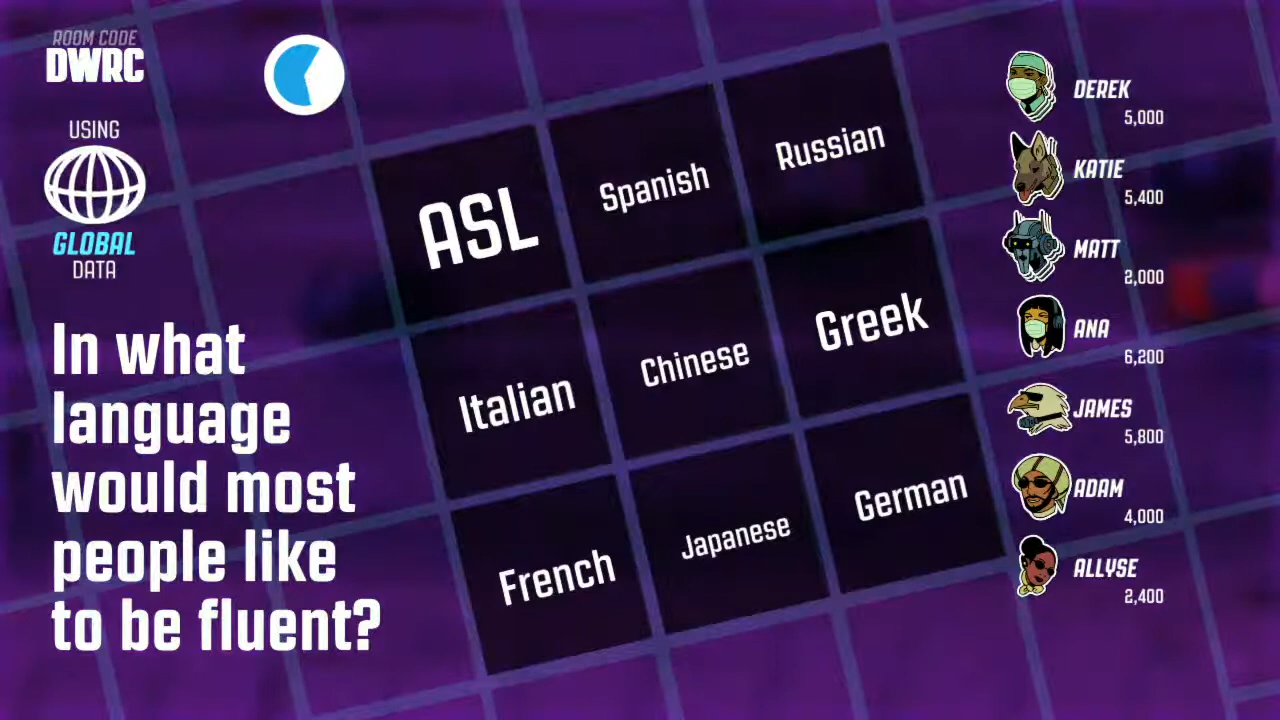 ROOM CODE
DWRC
USING
GLOBAL
DATA
In what
language
would most
people like
to be fluent?
ASL
Spanish
Russian
Italian
Chinese
Greek
French
Japanese
German
DEREK
5,000
KATIE
5,400
MATT
2,000
ANA
6,200
JAMES
5,800
ADAM
4,000
ALLYSE
2,400